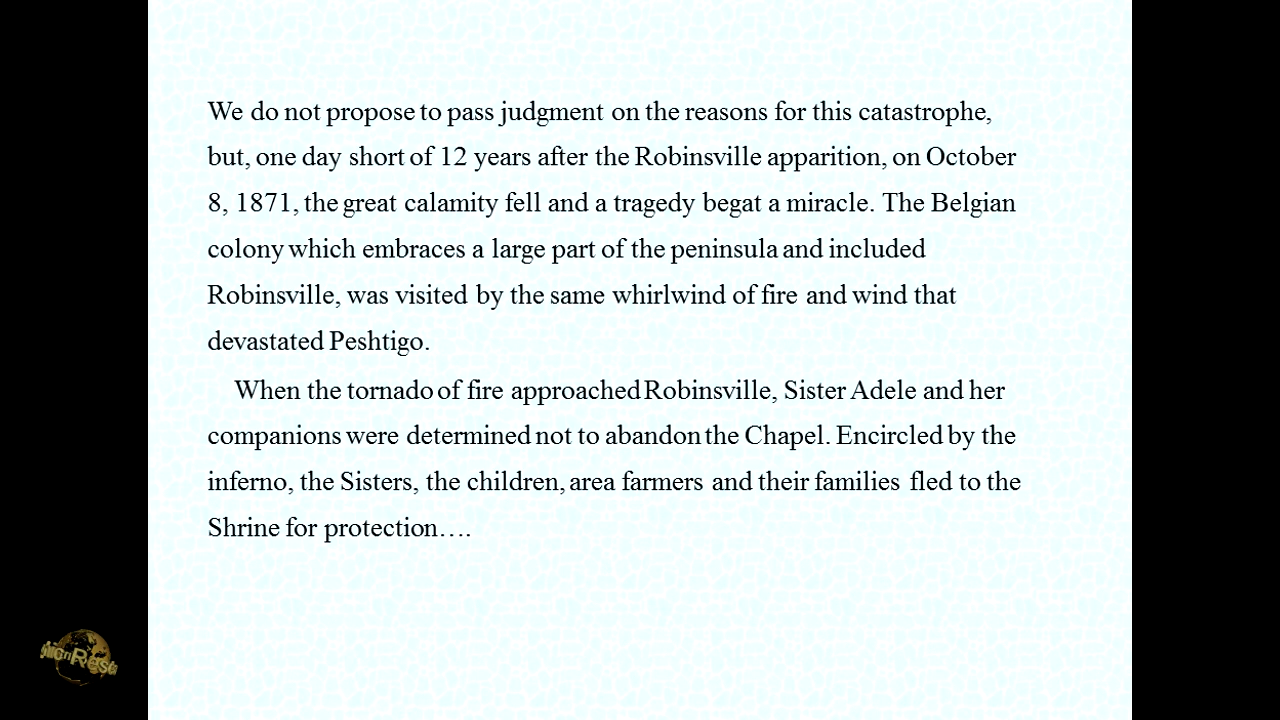 We do not propose to pass judgment on the reasons for this catastrophe,
but, one day short of 12 years after the Robinsville apparition, on October
8, 1871, the great calamity fell and a tragedy begat a miracle. The Belgian
colony which embraces a large part of the peninsula and included
Robinsville, was visited by the same whirlwind of fire and wind that
devastated Peshtigo.
When the tornado of fire approached Robinsville, Sister Adele and her
companions were determined not to abandon the Chapel. Encircled by the
inferno, the Sisters, the children, area farmers and their families fled to the
Shrine for protection….